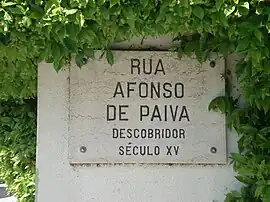 RUA
AFONSO
DE PAIVA
DESCOBRIDOR
SÉCULO XV